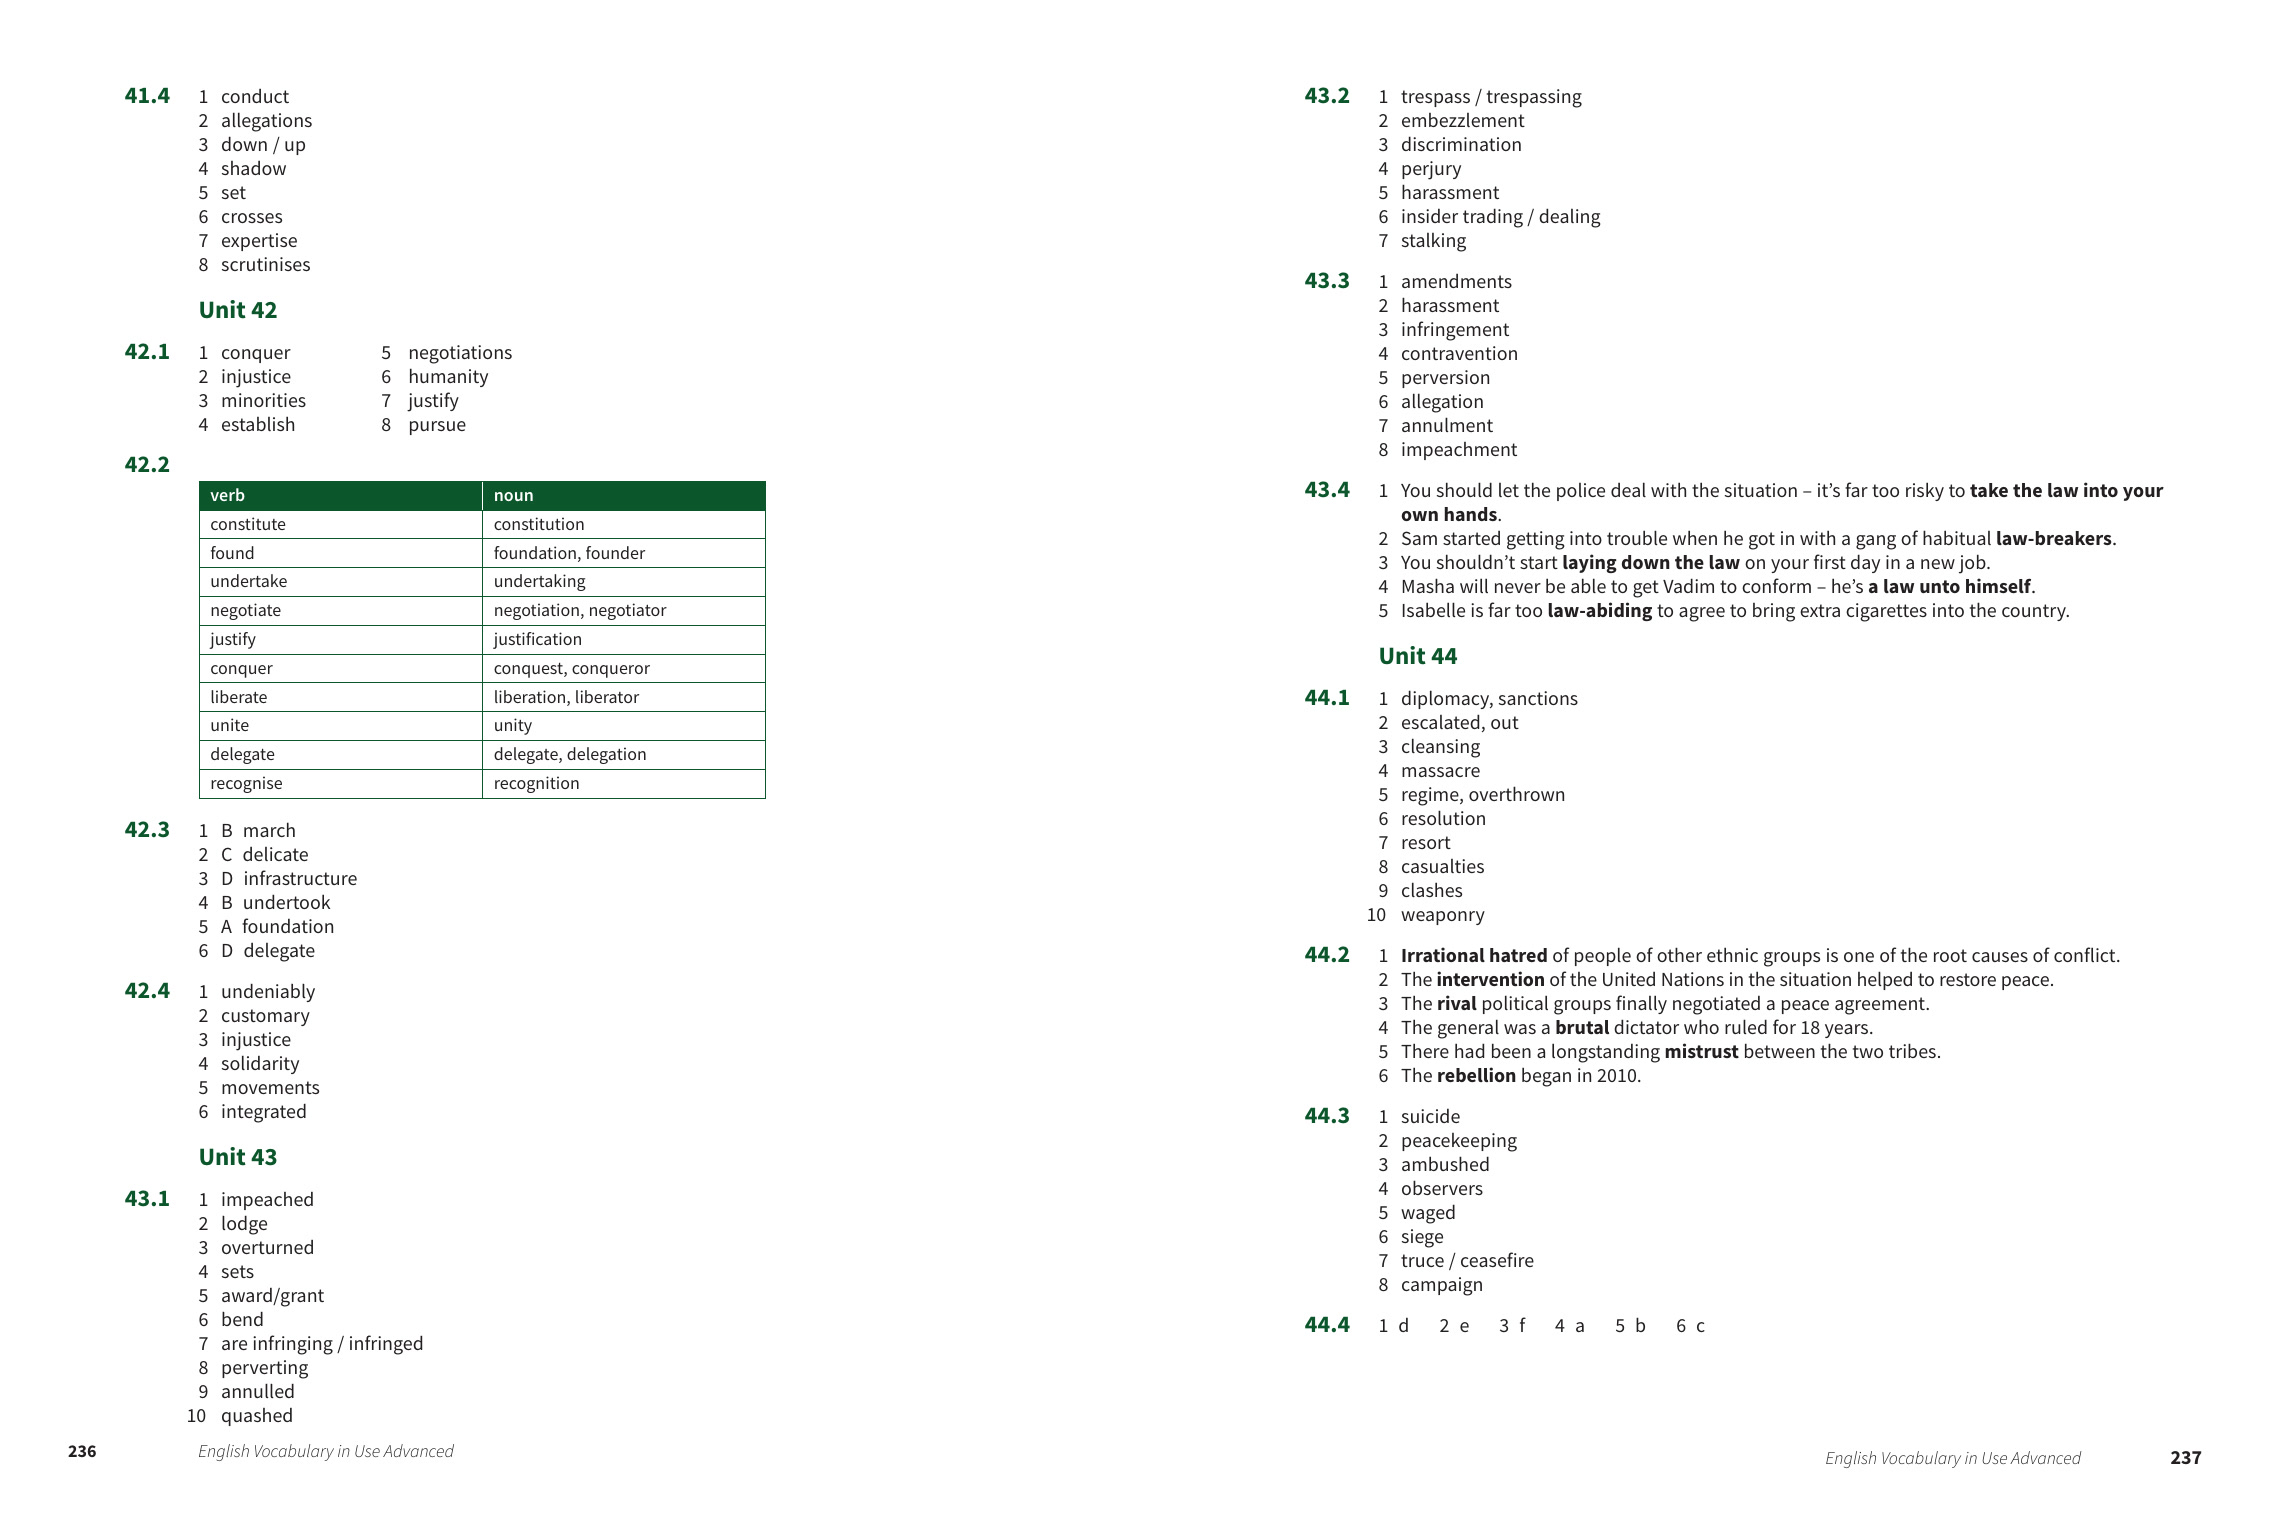 41.4 1 conduct
2 allegations
3 down / up
4 shadow
5 set
6 crosses
7 expertise
8 scrutinises
Unit 42
42.1 1 conquer 5 negotiations
2 injustice 6 humanity
3 minorities 7 justify
4 establish 8 pursue
42.2
verb noun
constitute constitution
found foundation, founder
undertake undertaking
negotiate negotiation, negotiator
justify justification
conquer conquest, conqueror
liberate liberation, liberator
unite unity
delegate delegate, delegation
recognise recognition
42.3 1 B march
2 C delicate
3 D infrastructure
4 B undertook
5 A foundation
6 D delegate
42.4 1 undeniably
2 customary
3 injustice
4 solidarity
5 movements
6 integrated
Unit 43
43.1 1 impeached
2 lodge
3 overturned
4 sets
5 award/grant
6 bend
7 are infringing / infringed
8 perverting
9 annulled
10 quashed
236 English Vocabulary in Use Advanced
43.2 1 trespass / trespassing
2 embezzlement
3 discrimination
4 perjury
5 harassment
6 insider trading / dealing
7 stalking
43.3 1 amendments
2 harassment
3 infringement
4 contravention
5 perversion
6 allegation
7 annulment
8 impeachment
43.4 1 You should let the police deal with the situation – it’s far too risky to take the law into your
own hands.
2 Sam started getting into trouble when he got in with a gang of habitual law-breakers.
3 You shouldn’t start laying down the law on your first day in a new job.
4 Masha will never be able to get Vadim to conform – he’s a law unto himself.
5 Isabelle is far too law-abiding to agree to bring extra cigarettes into the country.
Unit 44
44.1 1 diplomacy, sanctions
2 escalated, out
3 cleansing
4 massacre
5 regime, overthrown
6 resolution
7 resort
8 casualties
9 clashes
10 weaponry
44.2 1 Irrational hatred of people of other ethnic groups is one of the root causes of conflict.
2 The intervention of the United Nations in the situation helped to restore peace.
3 The rival political groups finally negotiated a peace agreement.
4 The general was a brutal dictator who ruled for 18 years.
5 There had been a longstanding mistrust between the two tribes.
6 The rebellion began in 2010.
44.3 1 suicide
2 peacekeeping
3 ambushed
4 observers
5 waged
6 siege
7 truce / ceasefire
8 campaign
44.4 1 d 2 e 3 f 4 a 5 b 6 c
English Vocabulary in Use Advanced 237